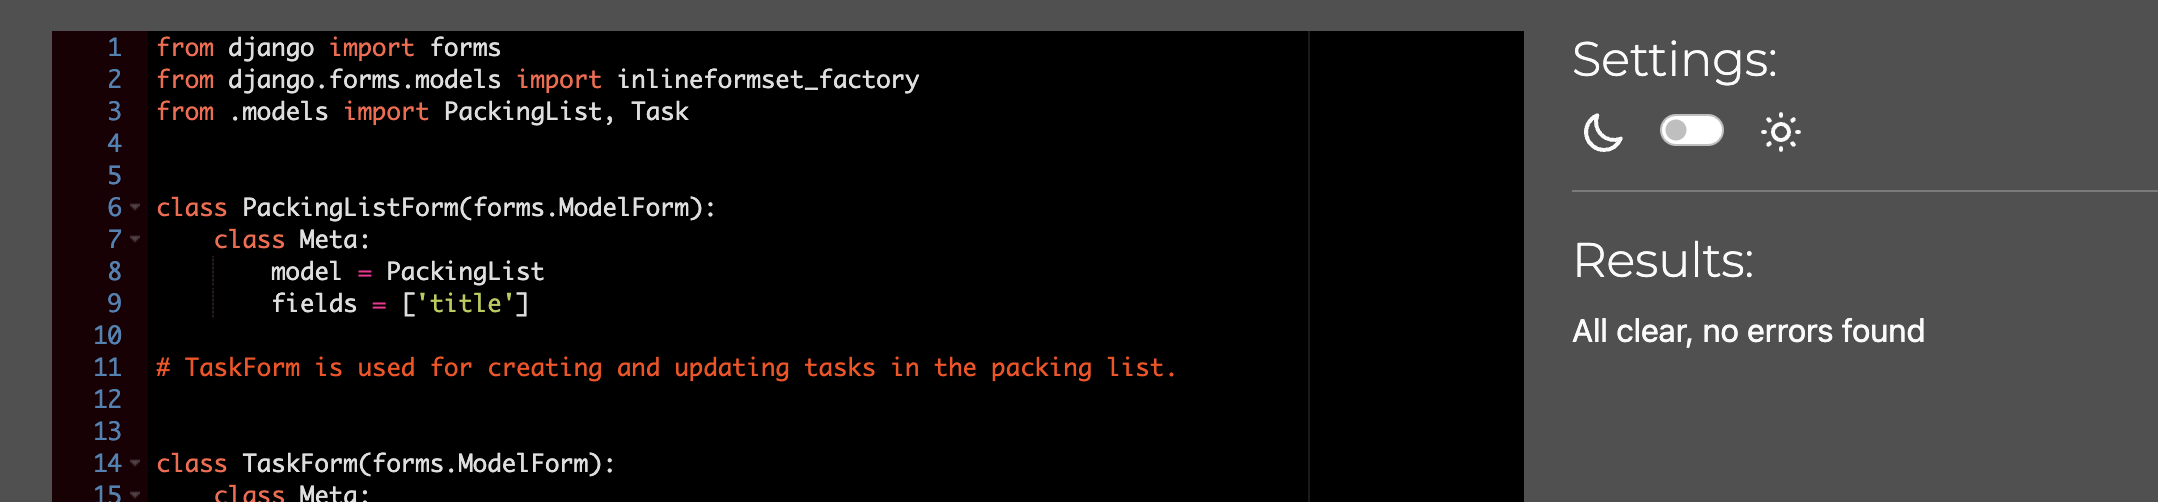 1 from django import forms
2 from django.forms.models import inlineformset_factory
3 from .models import PackingList, Task
4
5
6 class PackingListForm(forms.ModelForm):
7     class Meta:
8         model = PackingList
9         fields = ['title']
10
11 # TaskForm is used for creating and updating tasks in the packing list.
12
13
14 class TaskForm(forms.ModelForm):
15     class Meta:
Settings:
Results:
All clear, no errors found